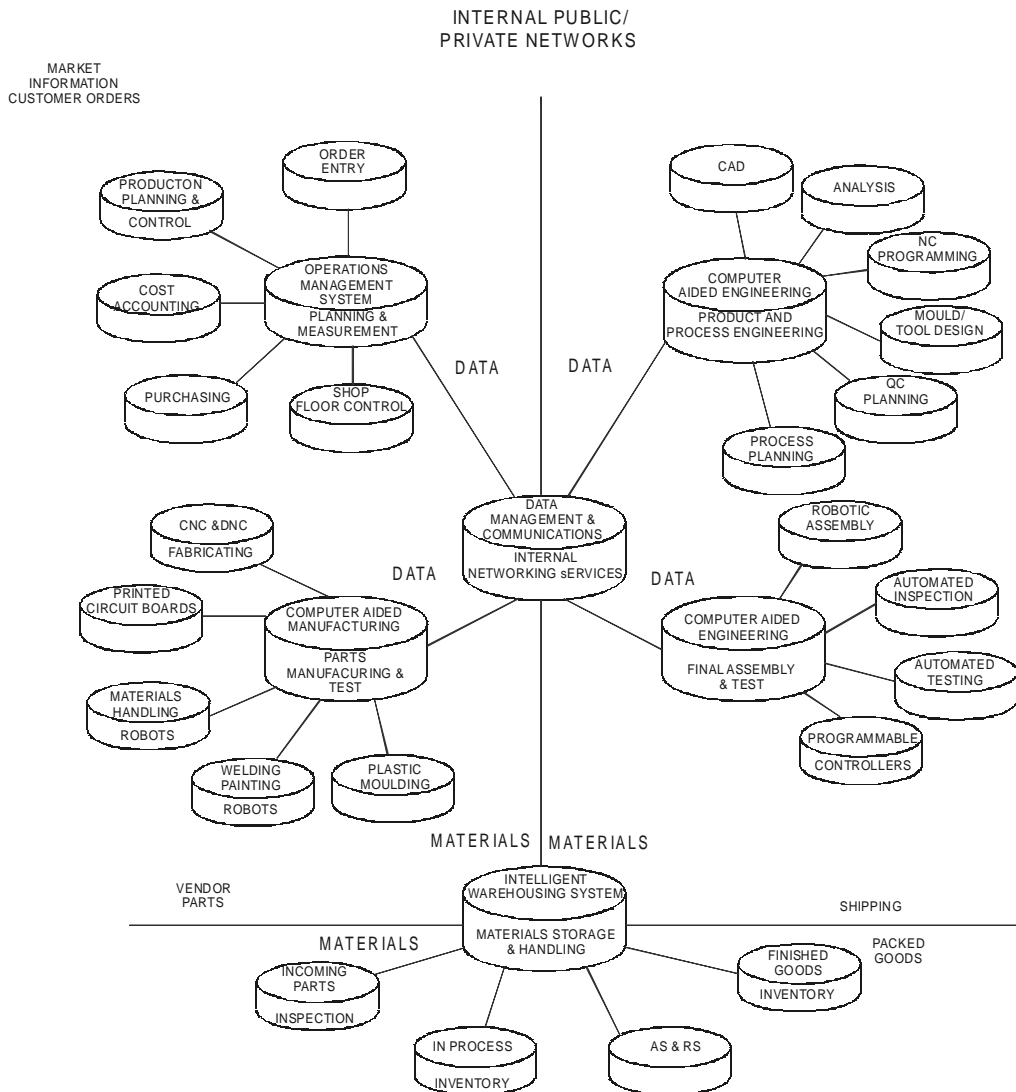 INTERNAL PUBLIC/
PRIVATE NETWORKS
MARKET
INFORMATION
CUSTOMER ORDERS
ORDER
ENTRY
PRODUCTON
PLANNING &
CONTROL
COST
ACCOUNTING
PURCHASING
SHOP
FLOOR CONTROL
OPERATIONS
MANAGEMENT
SYSTEM
PLANNING &
MEASUREMENT
DATA
CAD
ANALYSIS
NC
PROGRAMMING
MOULD/
TOOL DESIGN
QC
PLANNING
PROCESS
PLANNING
COMPUTER
AIDED ENGINEERING
PRODUCT AND
PROCESS ENGINEERING
DATA
DATA
MANAGEMENT &
COMMUNICATIONS
INTERNAL
NETWORKING sERVICES
CNC &DNC
FABRICATING
PRINTED
CIRCUIT BOARDS
MATERIALS
HANDLING
ROBOTS
WELDING
PAINTING
ROBOTS
PLASTIC
MOULDING
COMPUTER AIDED
MANUFACTURING
PARTS
MANUFACURING &
TEST
DATA
DATA
ROBOTIC
ASSEMBLY
AUTOMATED
INSPECTION
AUTOMATED
TESTING
PROGRAMMABLE
CONTROLLERS
COMPUTER AIDED
ENGINEERING
FINAL ASSEMBLY
& TEST
MATERIALS
MATERIALS
INTELLIGENT
WAREHOUSING SYSTEM
MATERIALS STORAGE
& HANDLING
VENDOR
PARTS
SHIPPING
MATERIALS
PACKED
GOODS
INCOMING
PARTS
INSPECTION
IN PROCESS
INVENTORY
AS & RS
FINISHED
GOODS
INVENTORY